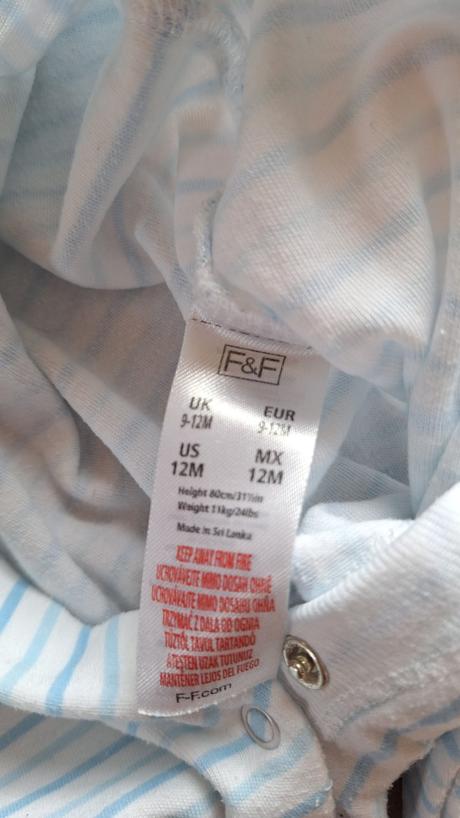 F&F
UK EUR
9-12M 9-12M
US MX
12M 12M
Height 80cm/31½in
Weight 11kg/24lbs
Made in Sri Lanka
KEEP AWAY FROM FIRE
UCHOVÁVEJTE MIMO DOSAH OHNĚ
UCHOVÁVAJTE MIMO DOSAHU OHŇA
TRZYMAĆ Z DALA OD OGNIA
TŰZTŐL TÁVOL TARTANDÓ
ATEŞTEN UZAK TUTUNUZ
MANTENER LEJOS DEL FUEGO
F-F.com